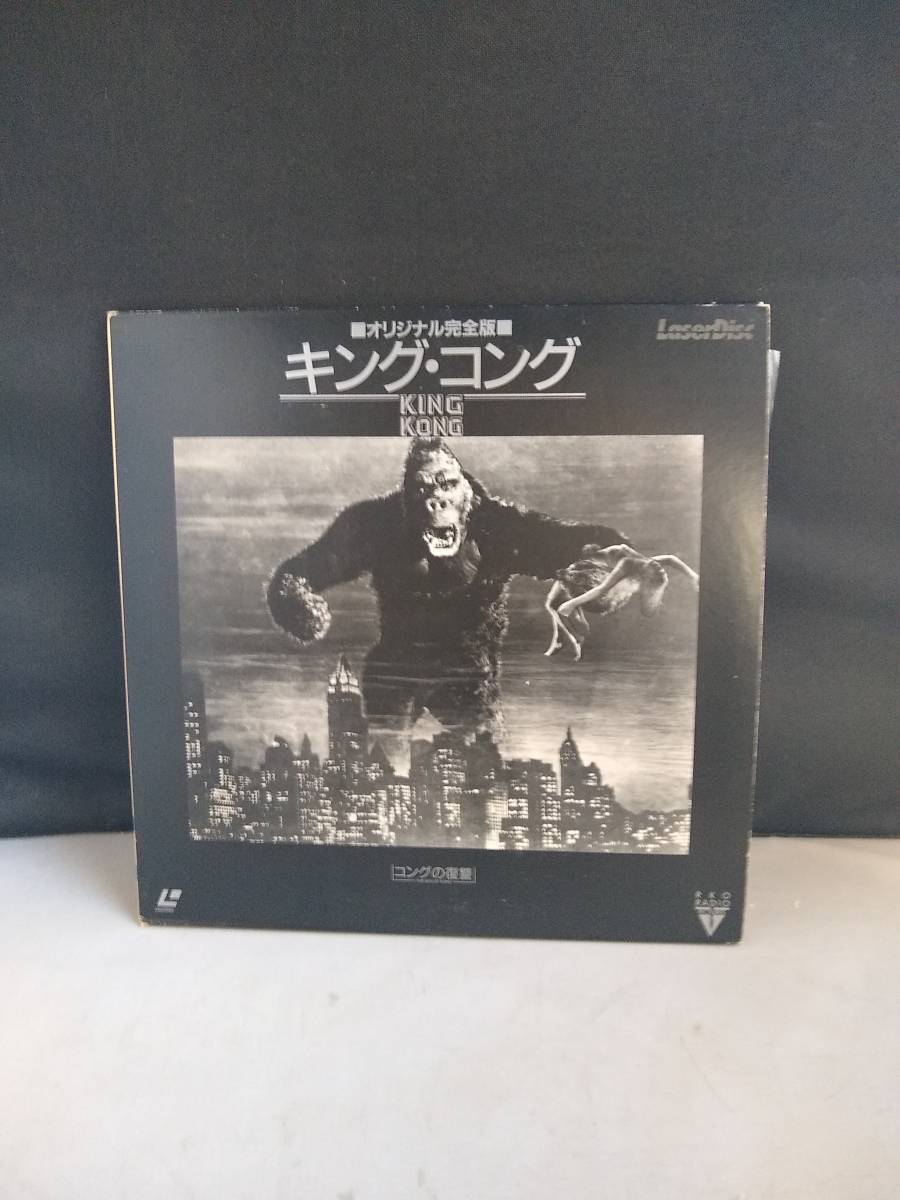 ■オリジナル完全版■
LaserDisc
キング・コング
KING
KONG
コングの復讐
RKO
RADIO